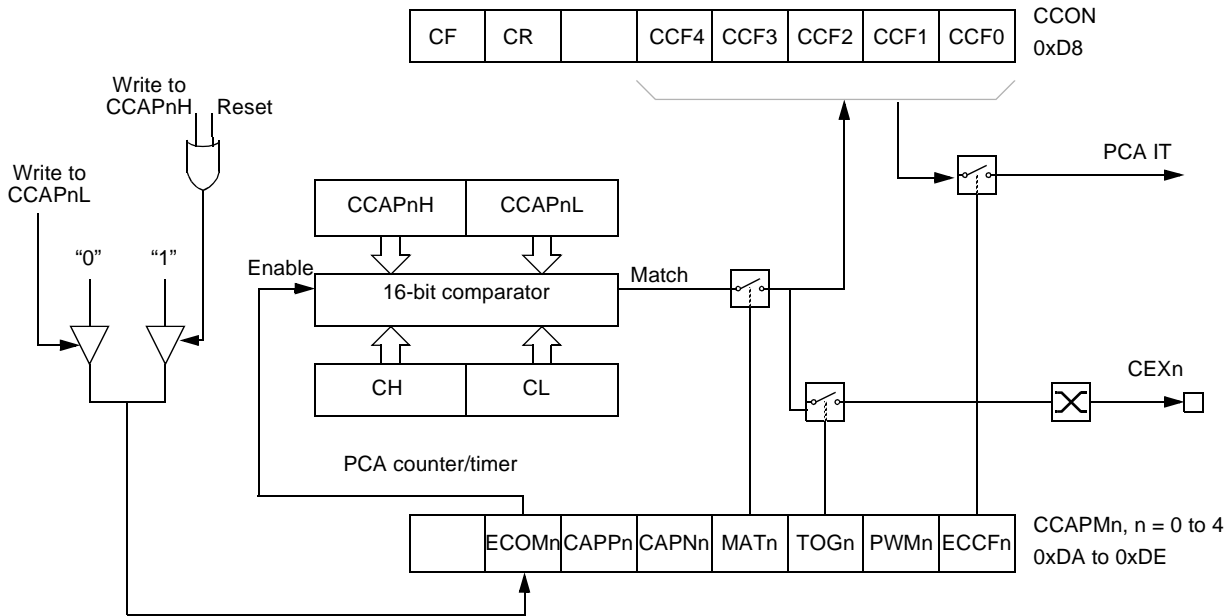 CF CR CCF4 CCF3 CCF2 CCF1 CCF0
CCON
0xD8
Write to
CCAPnH Reset
Write to
CCAPnL
PCA IT
CCAPnH CCAPnL
“0” “1”
Enable
16-bit comparator
Match
CH CL
CEXn
PCA counter/timer
ECOMn CAPPn CAPNn MATn TOGn PWMn ECCFn
CCAPMn, n = 0 to 4
0xDA to 0xDE